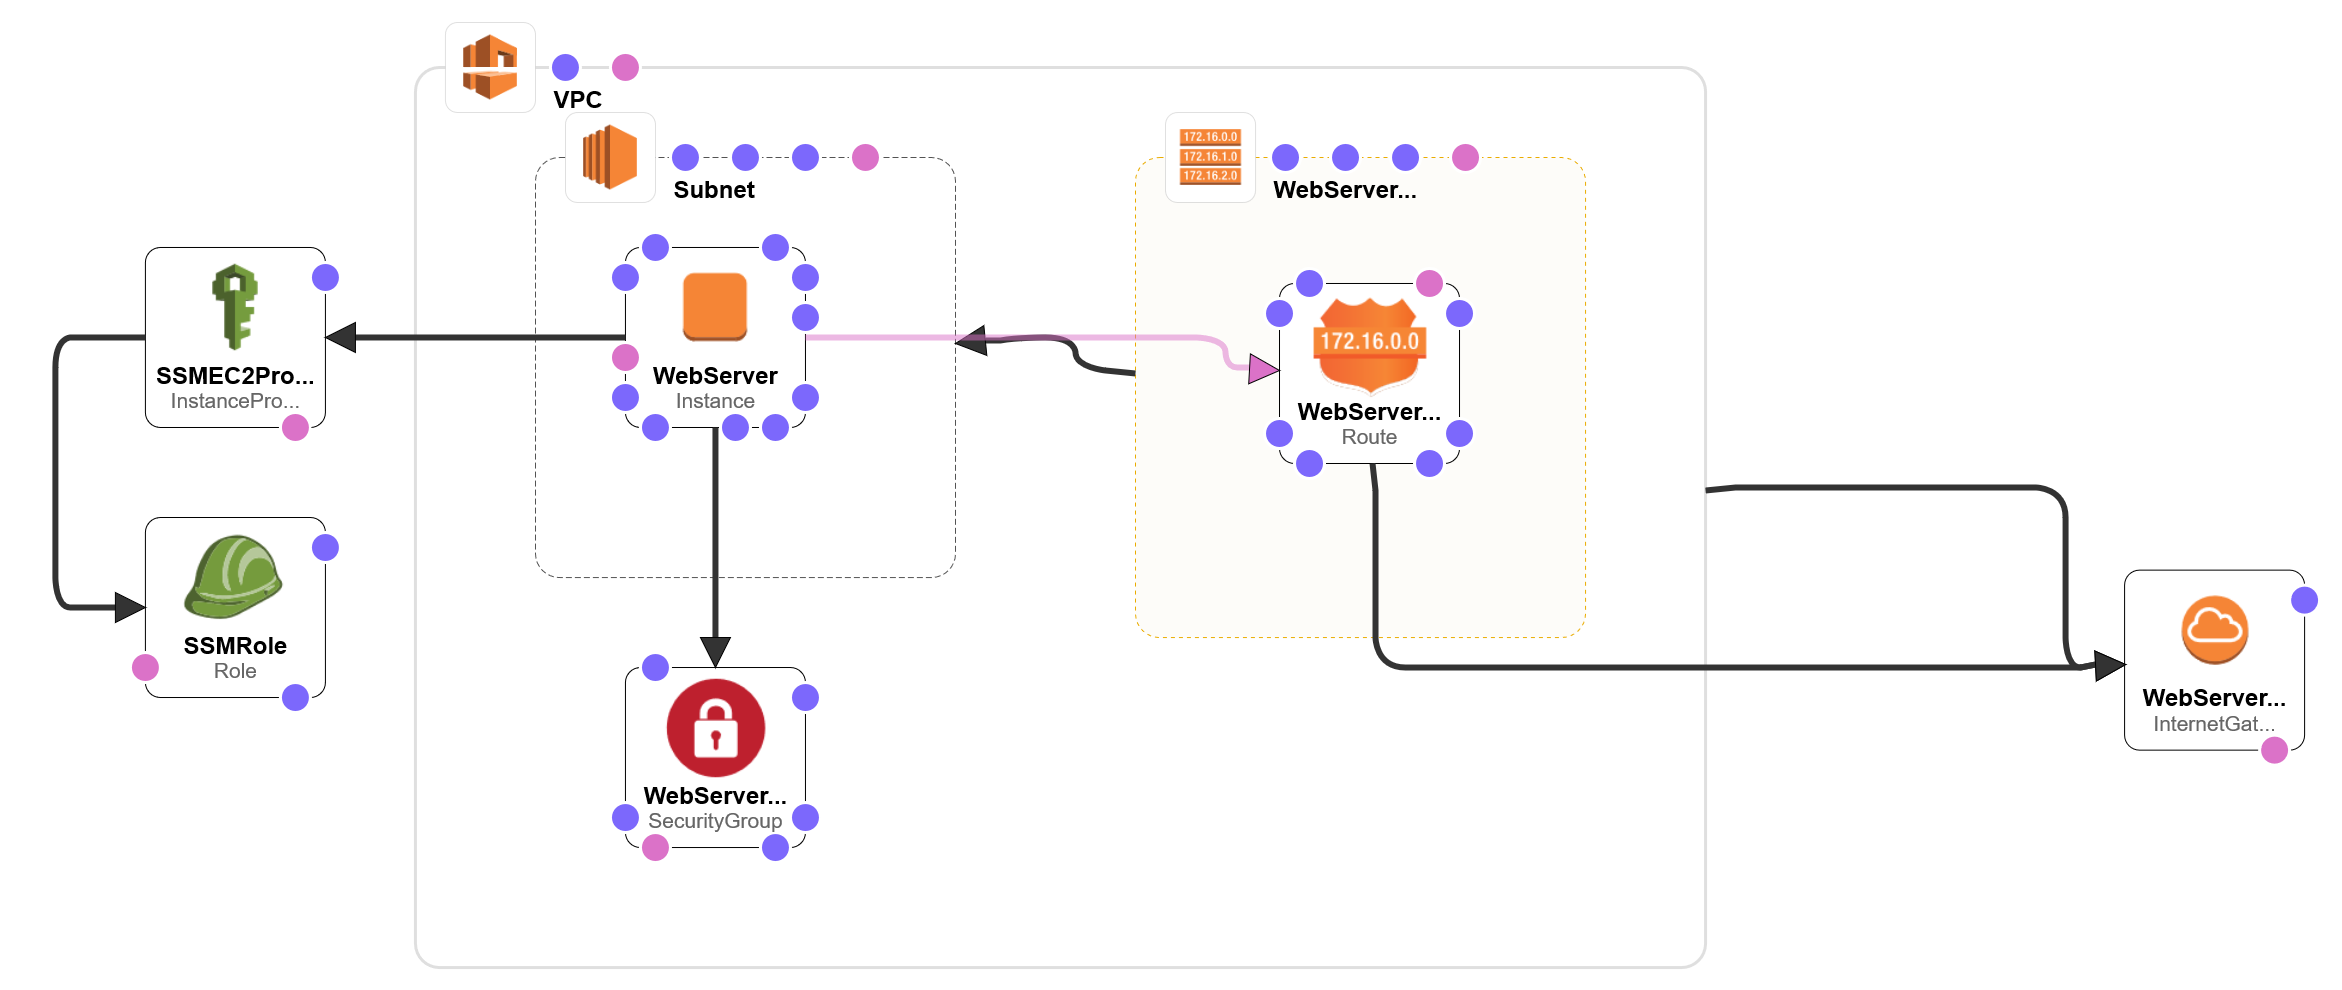 VPC
Subnet
172.16.0.0
172.16.1.0
172.16.2.0
WebServer...
SSMEC2Pro...
InstancePro...
WebServer
Instance
172.16.0.0
WebServer...
Route
SSMRole
Role
WebServer...
SecurityGroup
WebServer...
InternetGat...